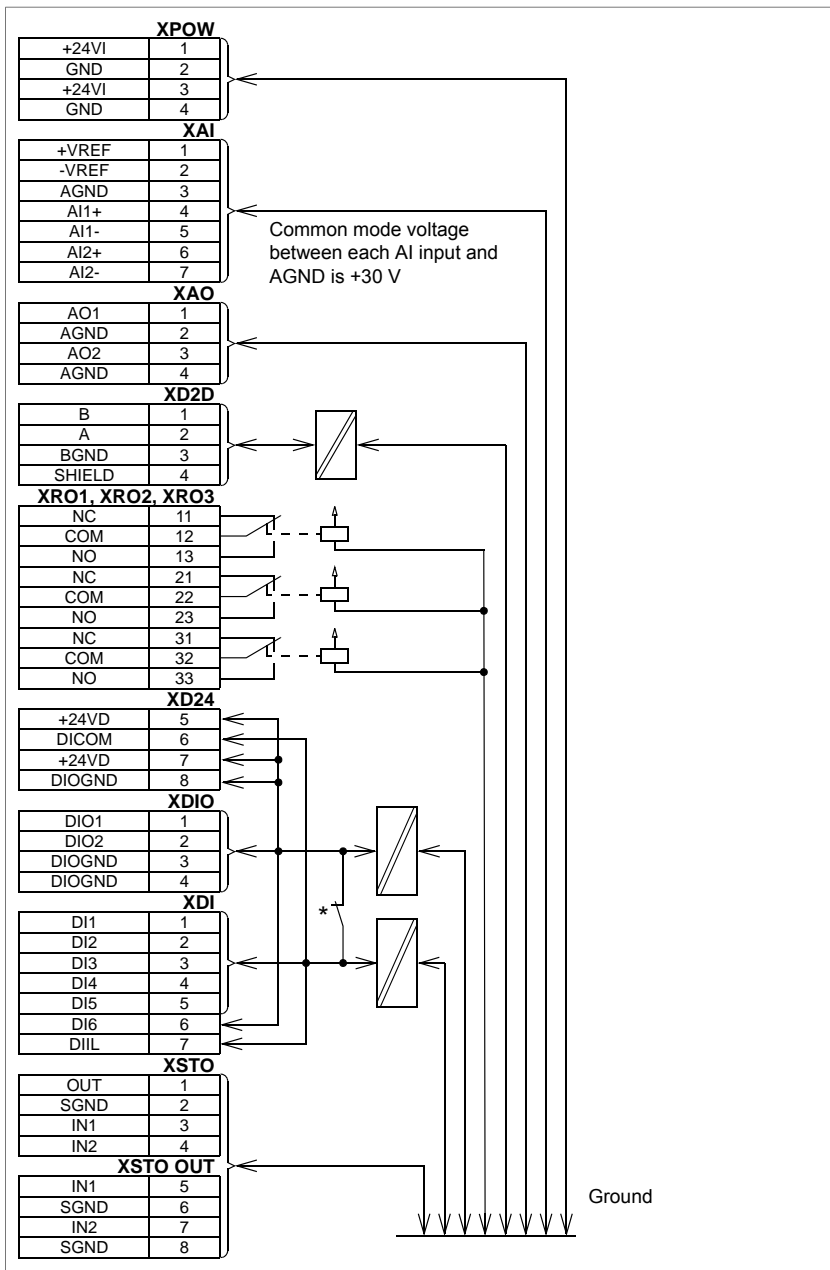 XPOW
+24VI 1
GND 2
+24VI 3
GND 4
XAI
+VREF 1
-VREF 2
AGND 3
AI1+ 4
AI1- 5
AI2+ 6
AI2- 7
Common mode voltage
between each AI input and
AGND is +30 V
XAO
AO1 1
AGND 2
AO2 3
AGND 4
XD2D
B 1
A 2
BGND 3
SHIELD 4
XRO1, XRO2, XRO3
NC 11
COM 12
NO 13
NC 21
COM 22
NO 23
NC 31
COM 32
NO 33
XD24
+24VD 5
DICOM 6
+24VD 7
DIOGND 8
XDIO
DIO1 1
DIO2 2
DIOGND 3
DIOGND 4
XDI
*
DI1 1
DI2 2
DI3 3
DI4 4
DI5 5
DI6 6
DIIL 7
XSTO
OUT 1
SGND 2
IN1 3
IN2 4
XSTO OUT
IN1 5
SGND 6
IN2 7
SGND 8
Ground